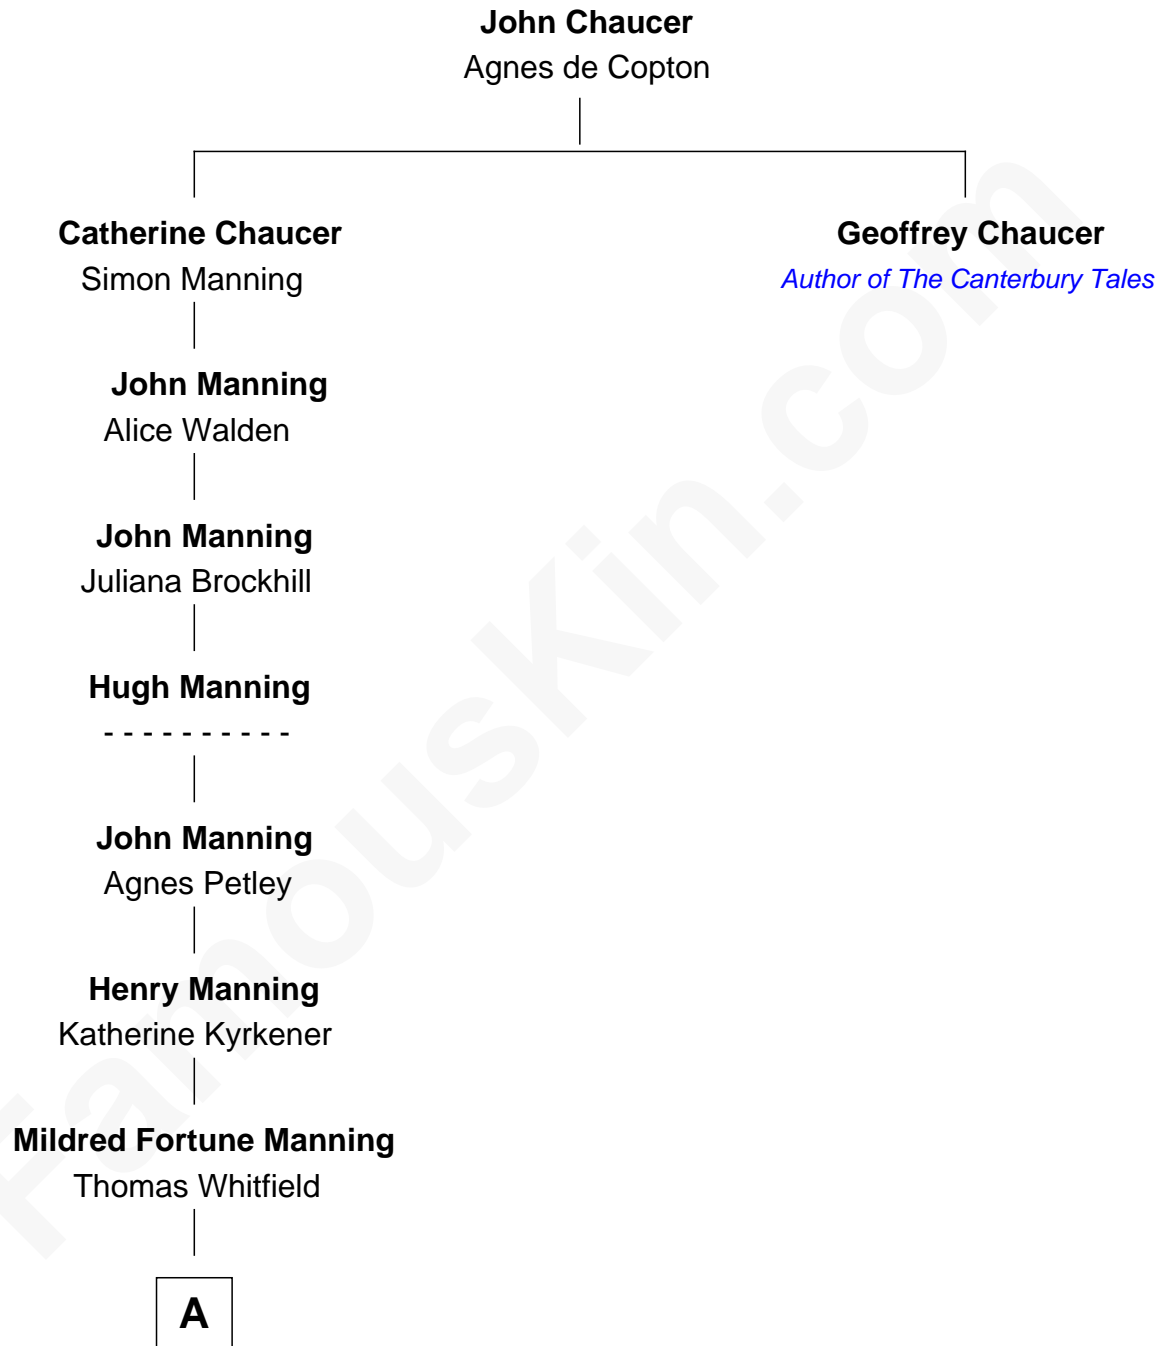 John Chaucer
Agnes de Copton
Catherine Chaucer
Simon Manning
Geoffrey Chaucer
Author of The Canterbury Tales
John Manning
Alice Walden
John Manning
Juliana Brockhill
Hugh Manning
- - - - - - - - - -
John Manning
Agnes Petley
Henry Manning
Katherine Kyrkener
Mildred Fortune Manning
Thomas Whitfield
A
FamousKin.com